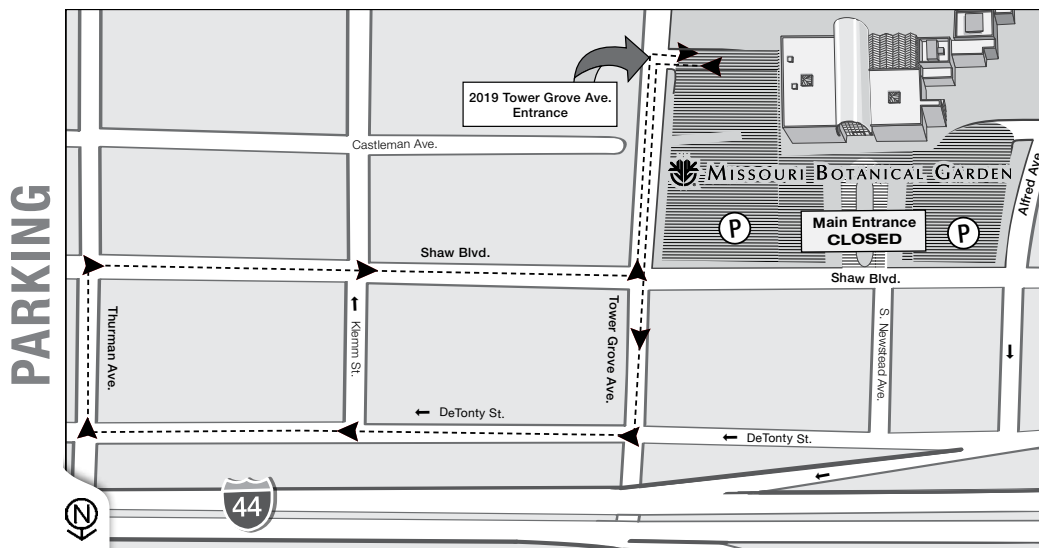 PARKING
2019 Tower Grove Ave.
Entrance
Castleman Ave.
MISSOURI BOTANICAL GARDEN
Alfred Ave.
P
Main Entrance
CLOSED
P
Shaw Blvd.
Shaw Blvd.
Thurman Ave.
Klemm St.
Tower Grove Ave.
S. Newstead Ave.
DeTonty St.
DeTonty St.
44
N